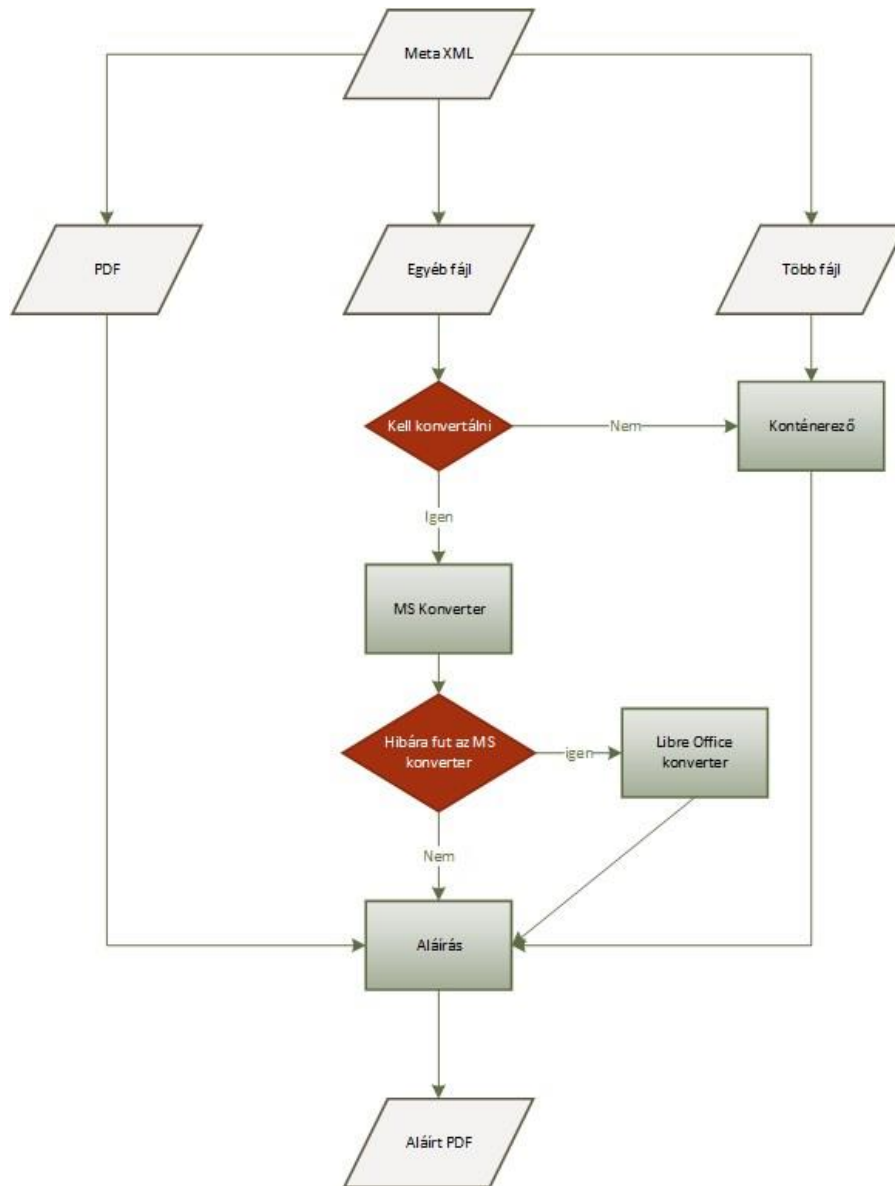 Meta XML
PDF
Egyéb fájl
Több fájl
Kell konvertálni
Nem
Konténerező
Igen
MS Konverter
Hibára fut az MS
konverter
igen
Libre Office
konverter
Nem
Aláírás
Aláírt PDF